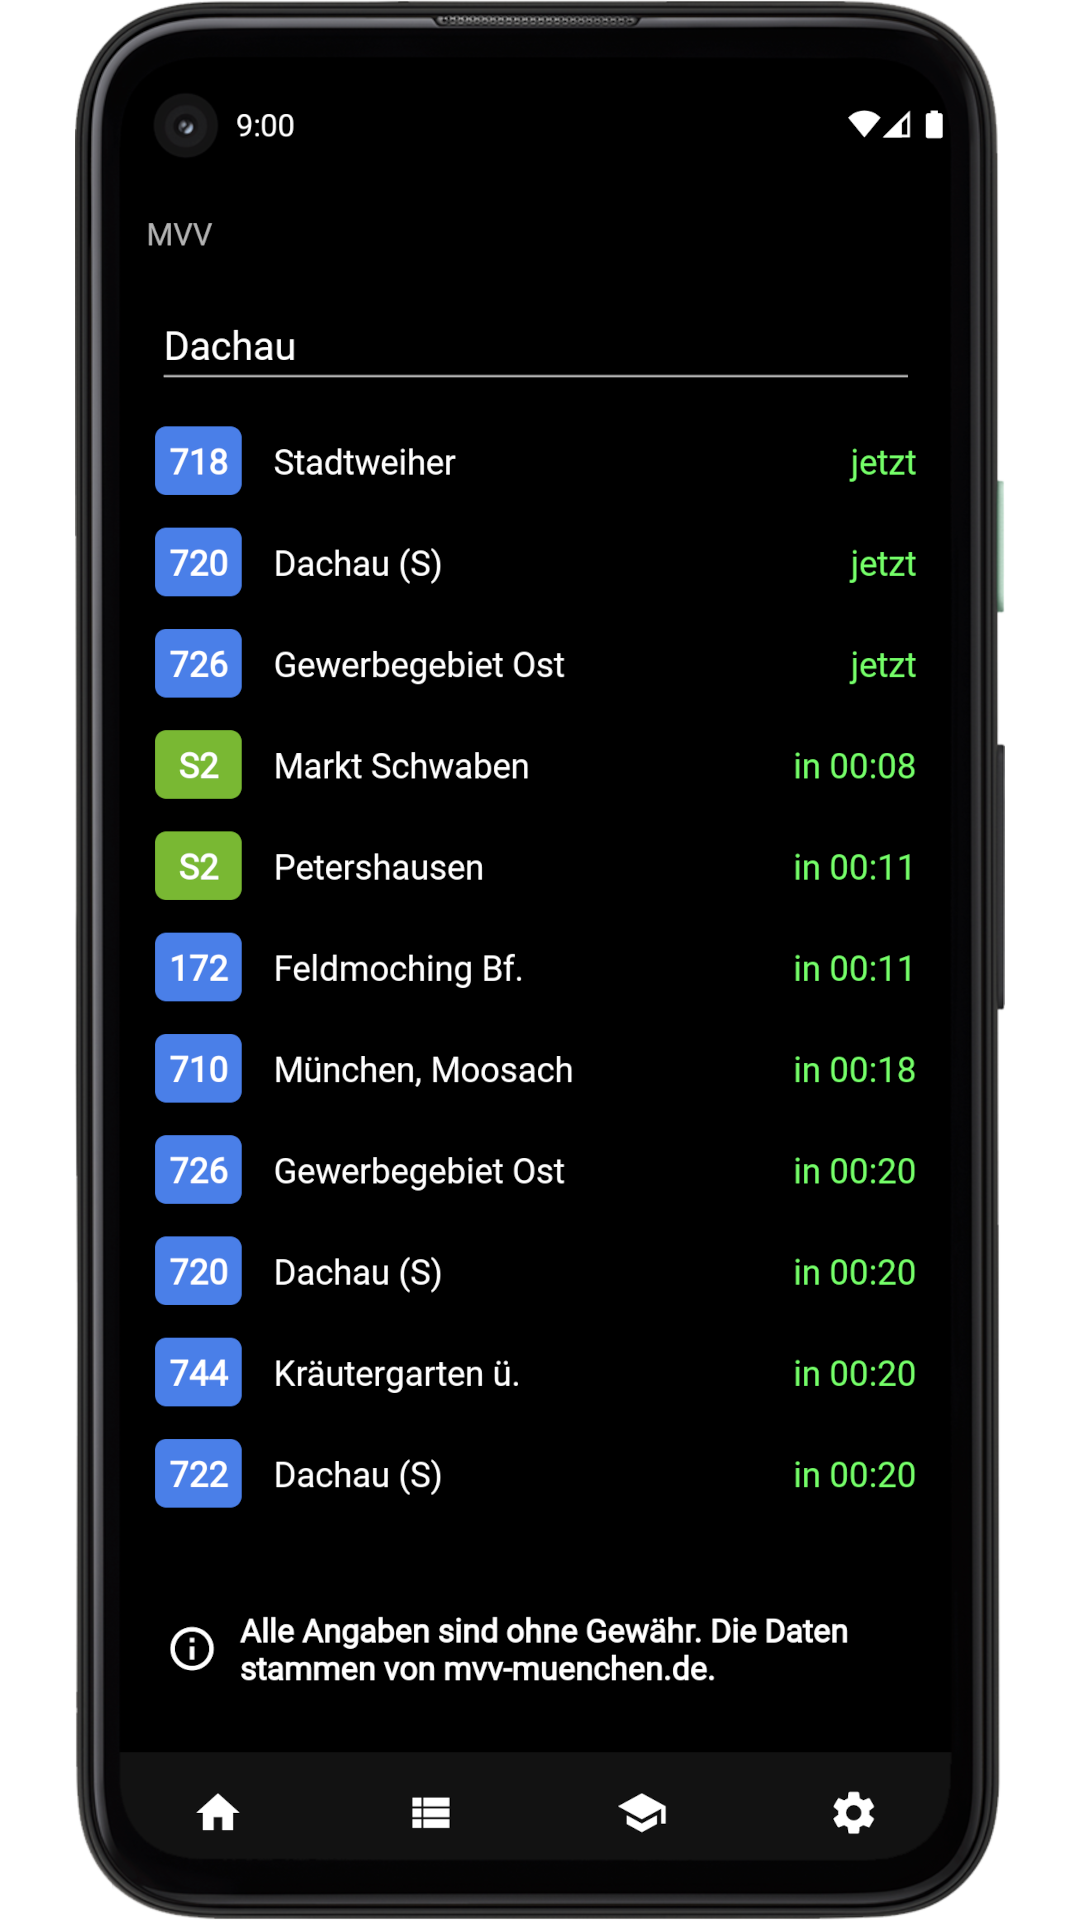 9:00
MVV
Dachau
718 Stadtweiher jetzt
720 Dachau (S) jetzt
726 Gewerbegebiet Ost jetzt
S2 Markt Schwaben in 00:08
S2 Petershausen in 00:11
172 Feldmoching Bf. in 00:11
710 München, Moosach in 00:18
726 Gewerbegebiet Ost in 00:20
720 Dachau (S) in 00:20
744 Kräutergarten ü. in 00:20
722 Dachau (S) in 00:20
Alle Angaben sind ohne Gewähr. Die Daten
stammen von mvv-muenchen.de.